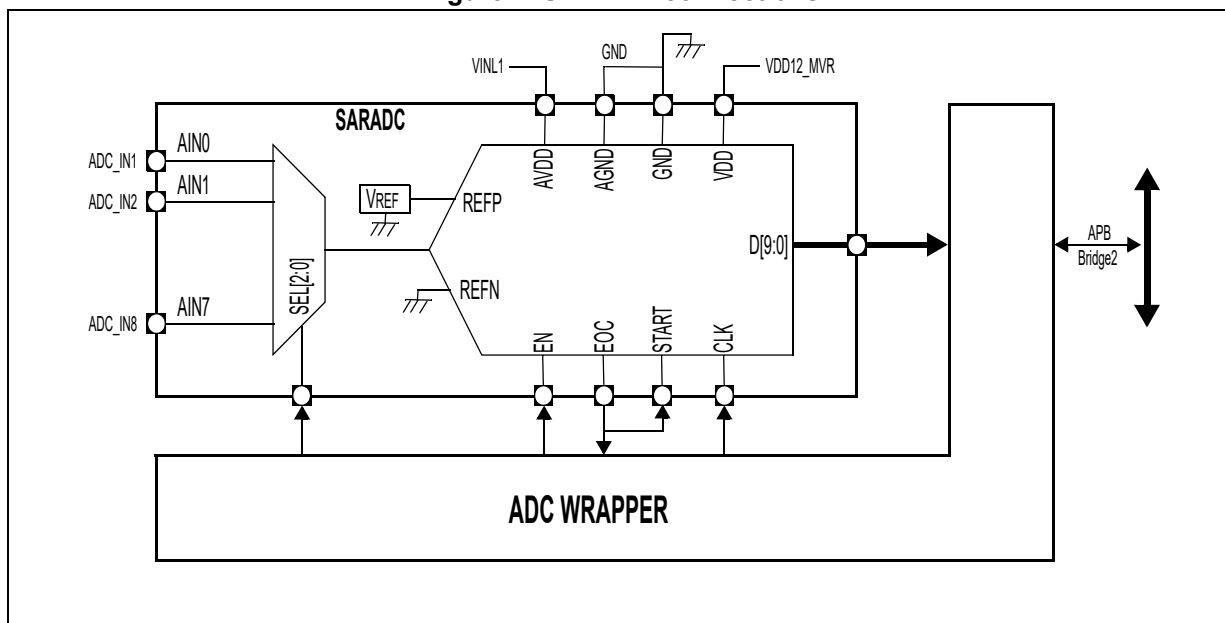 GND
VINL1
VDD12_MVR
SARADC
ADC_IN1
AIN0
ADC_IN2
AIN1
ADC_IN8
AIN7
SEL[2:0]
VREF
REFP
REFN
AVDD
AGND
GND
VDD
D[9:0]
EN
EOC
START
CLK
APB
Bridge2
ADC WRAPPER